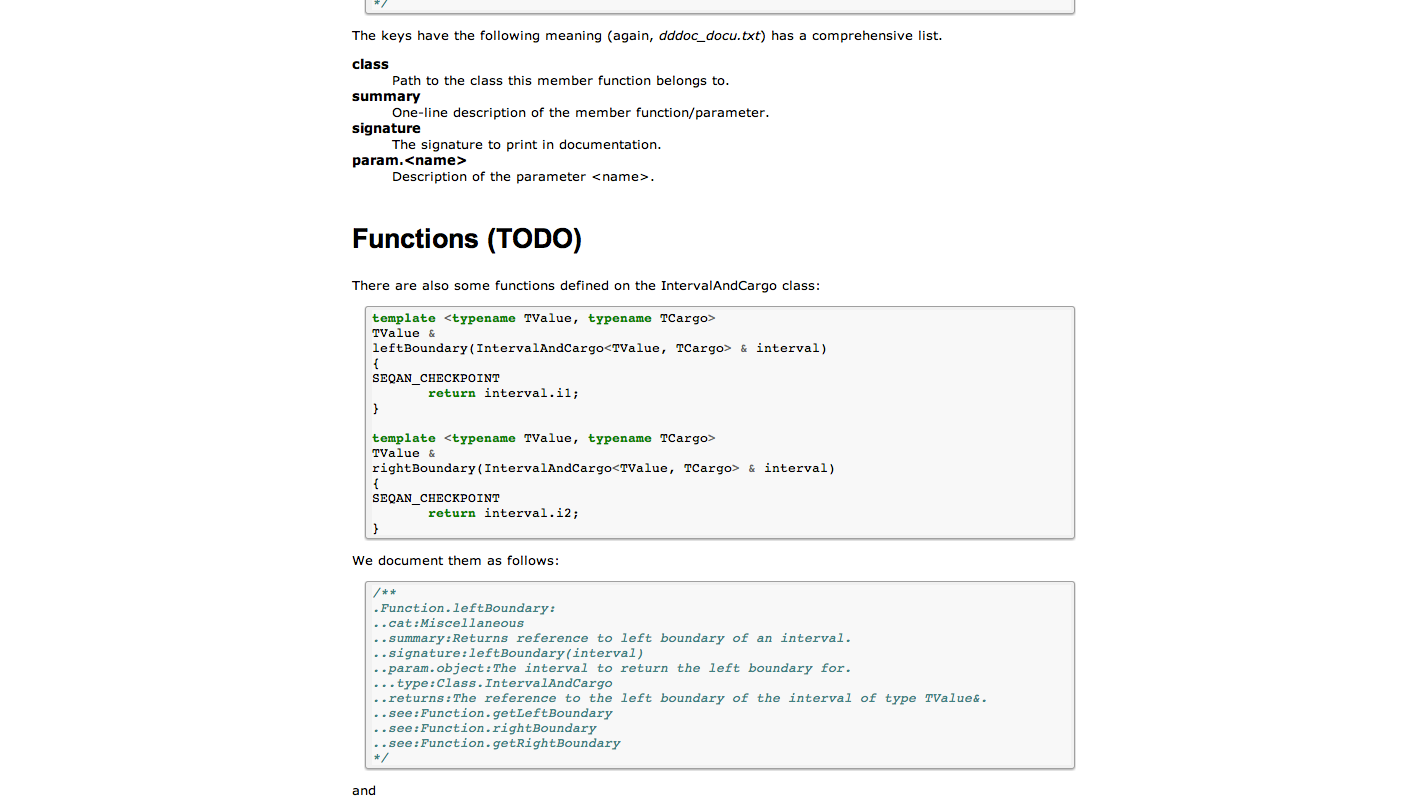 */
The keys have the following meaning (again, dddoc_docu.txt) has a comprehensive list.
class
Path to the class this member function belongs to.
summary
One-line description of the member function/parameter.
signature
The signature to print in documentation.
param.<name>
Description of the parameter <name>.
Functions (TODO)
There are also some functions defined on the IntervalAndCargo class:
template <typename TValue, typename TCargo>
TValue &
leftBoundary(IntervalAndCargo<TValue, TCargo> & interval)
{
SEQAN_CHECKPOINT
return interval.i1;
}
template <typename TValue, typename TCargo>
TValue &
rightBoundary(IntervalAndCargo<TValue, TCargo> & interval)
{
SEQAN_CHECKPOINT
return interval.i2;
}
We document them as follows:
/**
.Function.leftBoundary:
..cat:Miscellaneous
..summary:Returns reference to left boundary of an interval.
..signature:leftBoundary(interval)
..param.object:The interval to return the left boundary for.
...type:Class.IntervalAndCargo
..returns:The reference to the left boundary of the interval of type TValue&.
..see:Function.getLeftBoundary
..see:Function.rightBoundary
..see:Function.getRightBoundary
*/
and